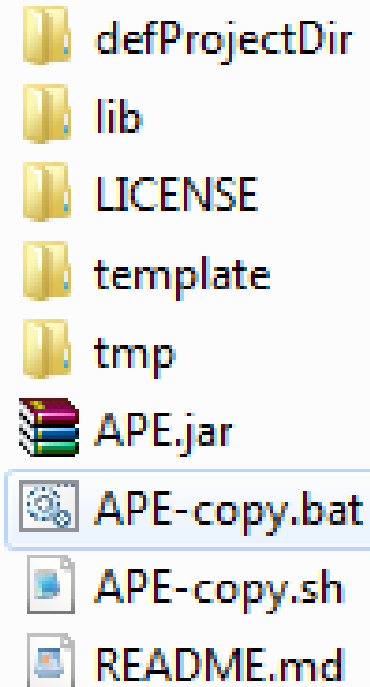 defProjectDir
lib
LICENSE
template
tmp
APE.jar
APE-copy.bat
APE-copy.sh
README.md